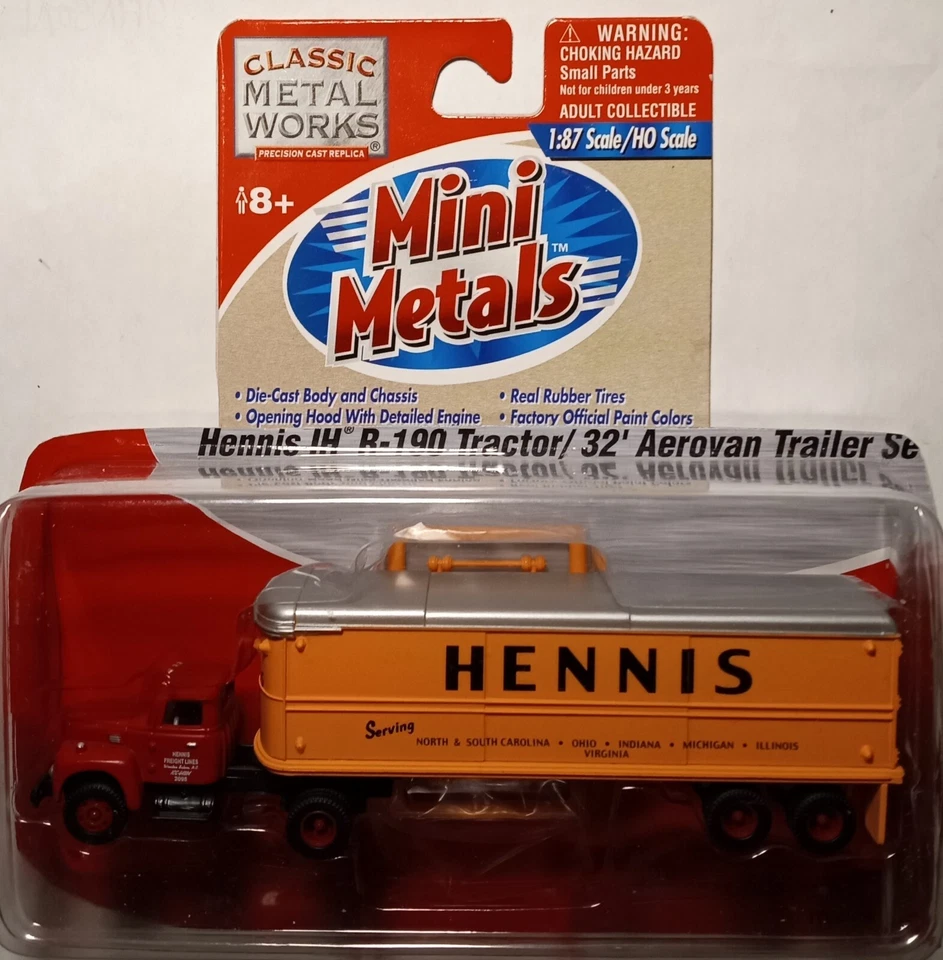 CLASSIC
METAL
WORKS®
PRECISION CAST REPLICA
8+
WARNING:
CHOKING HAZARD
Small Parts
Not for children under 3 years
ADULT COLLECTIBLE
1:87 Scale/HO Scale
Mini
Metals™
• Die-Cast Body and Chassis
• Opening Hood With Detailed Engine
• Real Rubber Tires
• Factory Official Paint Colors
Hennis IH® R-190 Tractor/ 32' Aerovan Trailer Se
HENNIS
Serving
NORTH & SOUTH CAROLINA • OHIO • INDIANA • MICHIGAN • ILLINOIS
VIRGINIA
HENNIS
FREIGHT LINES